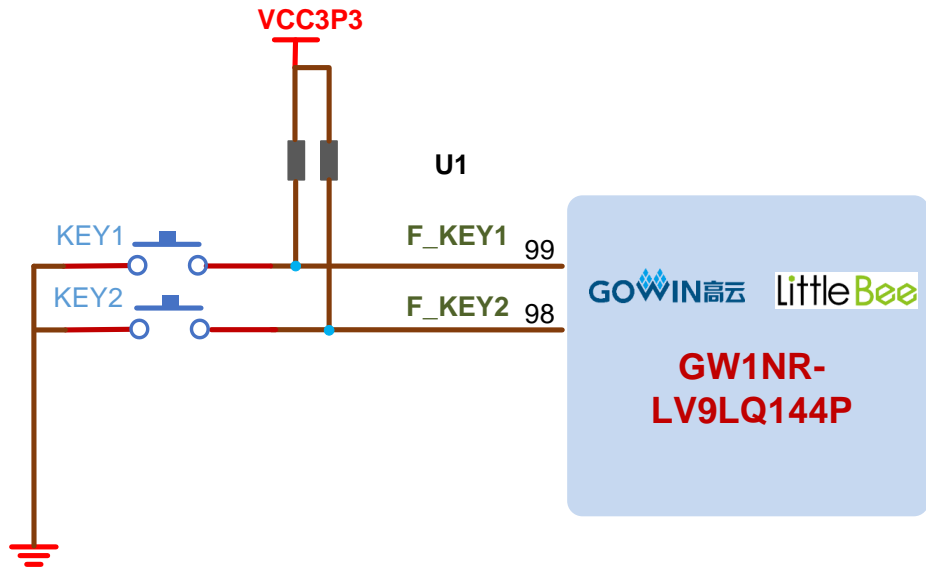 VCC3P3
U1
KEY1
F_KEY1
99
KEY2
F_KEY2
98
GOWIN高云
LittleBee
GW1NR-
LV9LQ144P